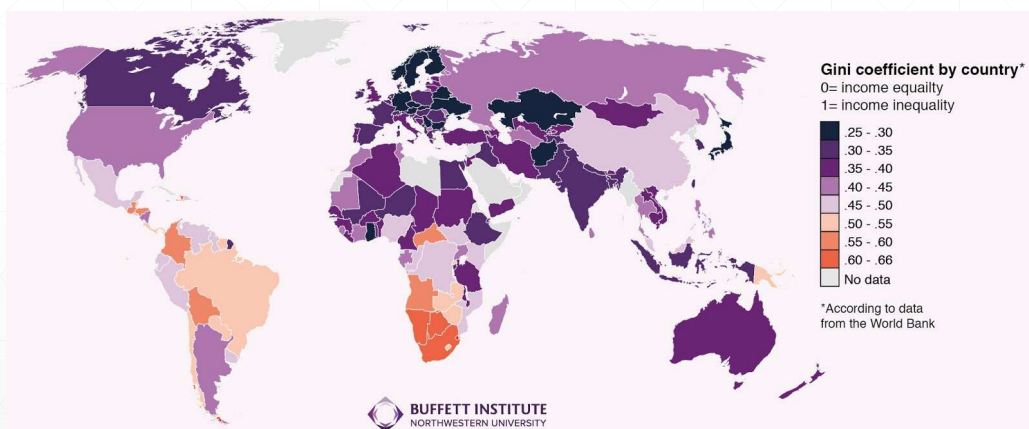 Gini coefficient by country*
0= income equailty
1= income inequality
.25 - .30
.30 - .35
.35 - .40
.40 - .45
.45 - .50
.50 - .55
.55 - .60
.60 - .66
No data
*According to data
from the World Bank
BUFFETT INSTITUTE
NORTHWESTERN UNIVERSITY